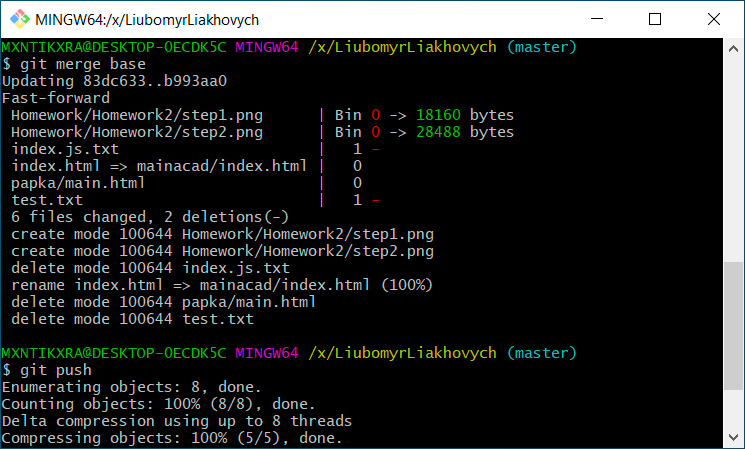 MINGW64:/x/LiubomyrLiakhovych
MXNTIKXRA@DESKTOP-0ECDK5C MINGW64 /x/LiubomyrLiakhovych (master)
$ git merge base
Updating 83dc633..b993aa0
Fast-forward
 Homework/Homework2/step1.png      | Bin 0 -> 18160 bytes
 Homework/Homework2/step2.png      | Bin 0 -> 28488 bytes
 index.js.txt                      |   1 -
 index.html => mainacad/index.html |   0
 papka/main.html                   |   0
 test.txt                          |   1 -
 6 files changed, 2 deletions(-)
 create mode 100644 Homework/Homework2/step1.png
 create mode 100644 Homework/Homework2/step2.png
 delete mode 100644 index.js.txt
 rename index.html => mainacad/index.html (100%)
 delete mode 100644 papka/main.html
 delete mode 100644 test.txt
MXNTIKXRA@DESKTOP-0ECDK5C MINGW64 /x/LiubomyrLiakhovych (master)
$ git push
Enumerating objects: 8, done.
Counting objects: 100% (8/8), done.
Delta compression using up to 8 threads
Compressing objects: 100% (5/5), done.